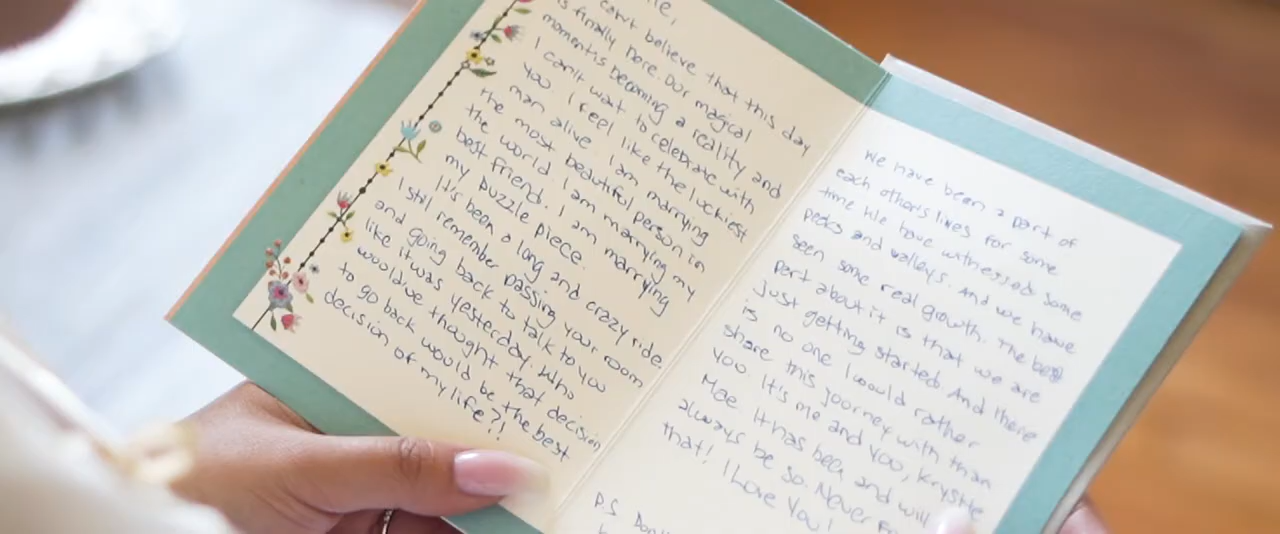 can't believe that this day
is finally here. Our magical
moment is becoming a reality and
I can't wait to celebrate with
you. I feel like the luckiest
man alive. I am marrying
the most beautiful person in
the world. I am marrying my
best friend. I am marrying
my puzzle piece.
It's been a long and crazy ride.
I still remember passing your room
and going back to talk to you
like it was yesterday. Who
would've thought that decision
to go back would be the best
decision of my life?!
We have been a part of
each other's lives for some
time. We have witnessed some
peaks and valleys. And we have
seen some real growth. The best
part about it is that we are
just getting started. And there
is no one I would rather
share this journey with than
you. It's me and you, Krystle
Mae. It has been and will
always be so. Never
that! I Love You!
P.S.